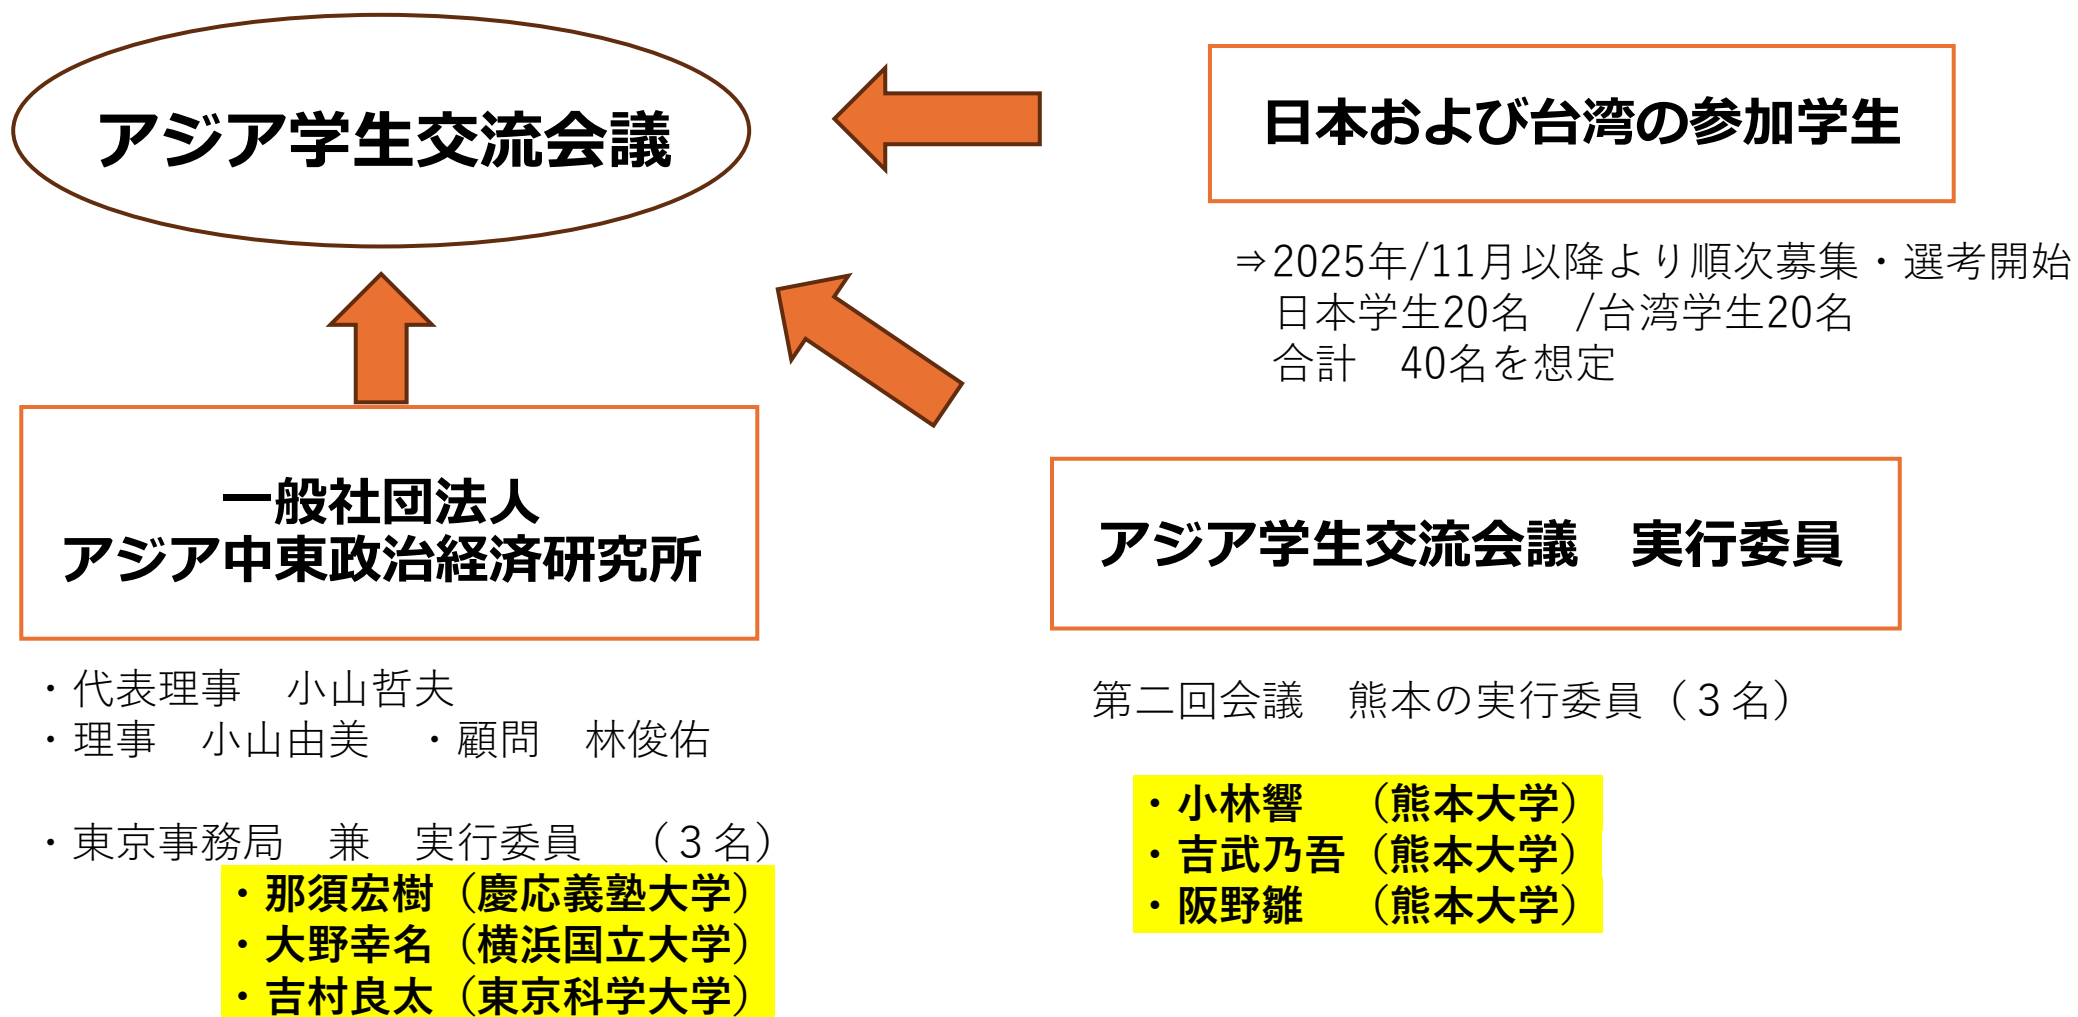 アジア学生交流会議
日本および台湾の参加学生
⇒2025年/11月以降より順次募集・選考開始
日本学生20名　/台湾学生20名
合計　40名を想定
一般社団法人
アジア中東政治経済研究所
・代表理事　小山哲夫
・理事　小山由美　・顧問　林俊佑
・東京事務局　兼　実行委員　（３名）
・那須宏樹（慶応義塾大学）
・大野幸名（横浜国立大学）
・吉村良太（東京科学大学）
アジア学生交流会議　実行委員
第二回会議　熊本の実行委員（３名）
・小林響　（熊本大学）
・吉武乃吾（熊本大学）
・阪野雛　（熊本大学）